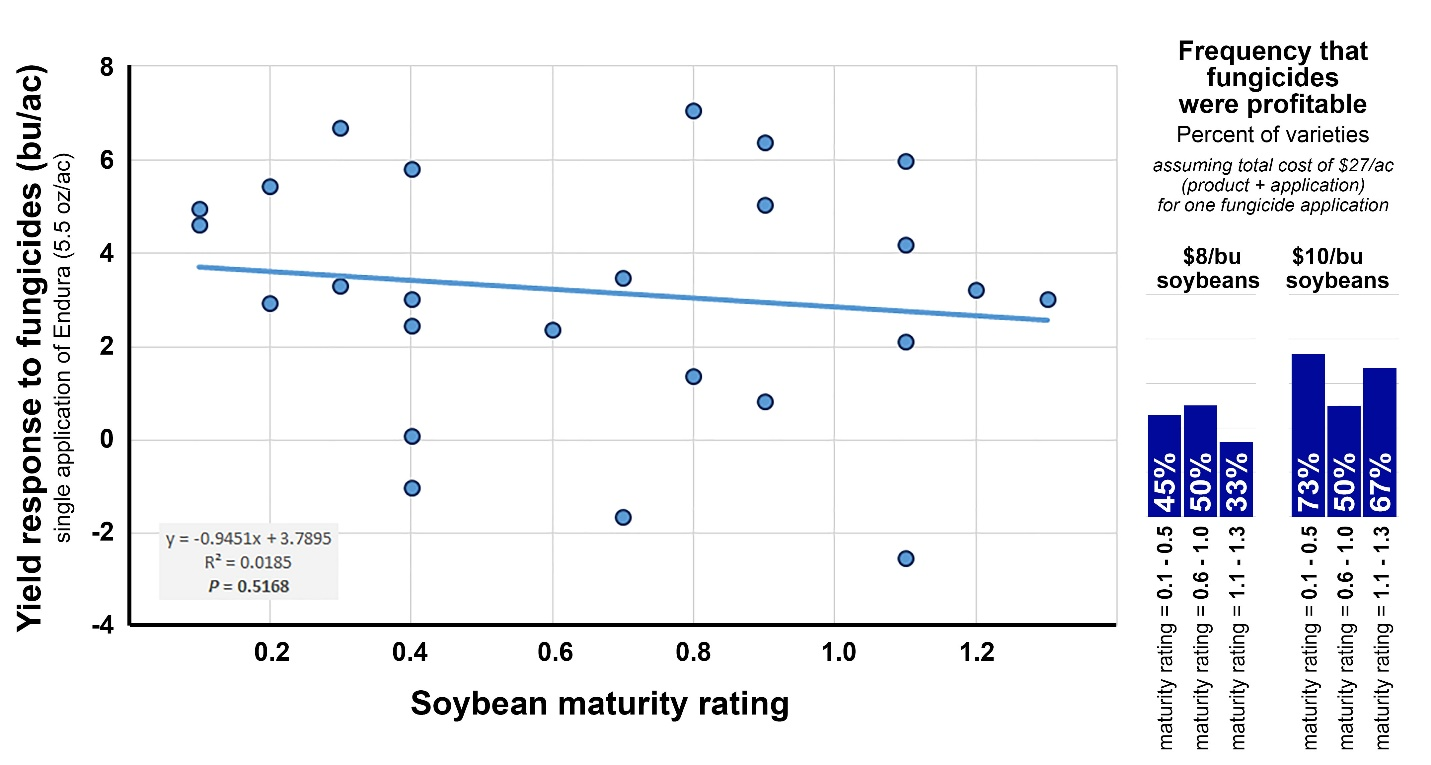 Yield response to fungicides (bu/ac)
single application of Endura (5.5 oz/ac)
8
6
4
2
0
-2
-4
y = -0.9451x + 3.7895
R² = 0.0185
P = 0.5168
0.2
0.4
0.6
0.8
1.0
1.2
Soybean maturity rating
Frequency that
fungicides
were profitable
Percent of varieties
assuming total cost of $27/ac
(product + application)
for one fungicide application
$8/bu
soybeans
45%
50%
33%
maturity rating = 0.1 - 0.5
maturity rating = 0.6 - 1.0
maturity rating = 1.1 - 1.3
$10/bu
soybeans
73%
50%
67%
maturity rating = 0.1 - 0.5
maturity rating = 0.6 - 1.0
maturity rating = 1.1 - 1.3